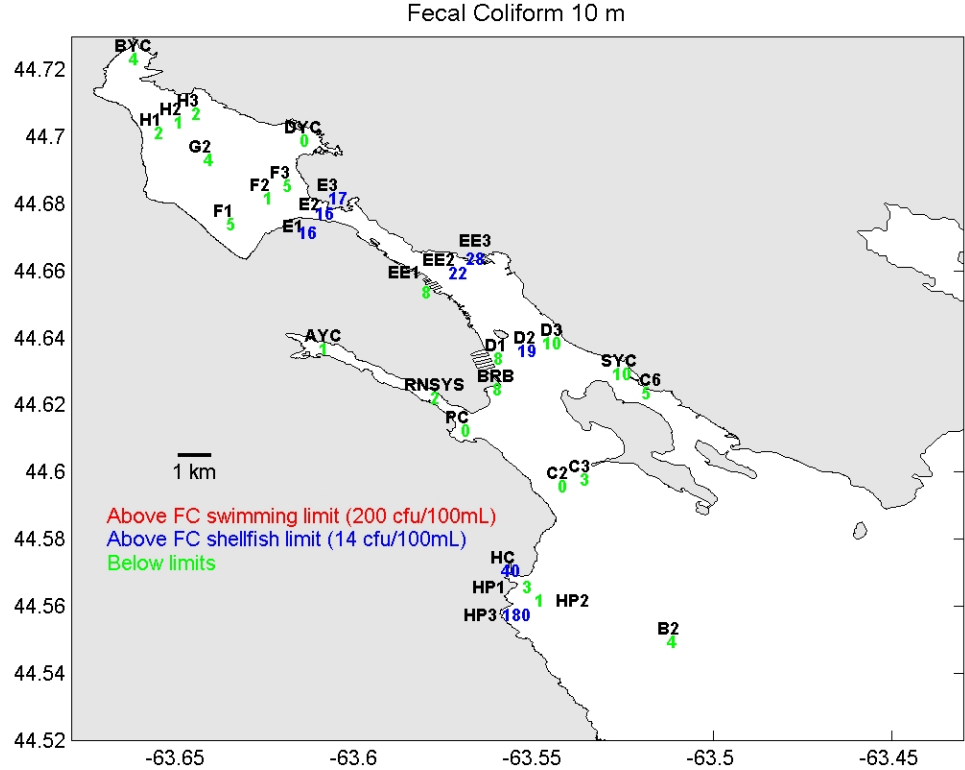 Fecal Coliform 10 m
44.72
44.7
44.68
44.66
44.64
44.62
44.6
44.58
44.56
44.54
44.52
BYC
4
H3
2
H2
1
H1
2
DYC
0
G2
4
F3
5
F2
1
F1
5
E3
17
E2
16
E1
16
EE3
28
EE2
22
EE1
8
AYC
1
D3
10
D2
19
D1
8
SYC
10
BRB
8
C6
5
RNSYS
2
PC
0
C3
3
C2
0
1 km
Above FC swimming limit (200 cfu/100mL)
Above FC shellfish limit (14 cfu/100mL)
Below limits
HC
40
HP1
3
HP2
1
HP3
180
B2
4
-63.65
-63.6
-63.55
-63.5
-63.45